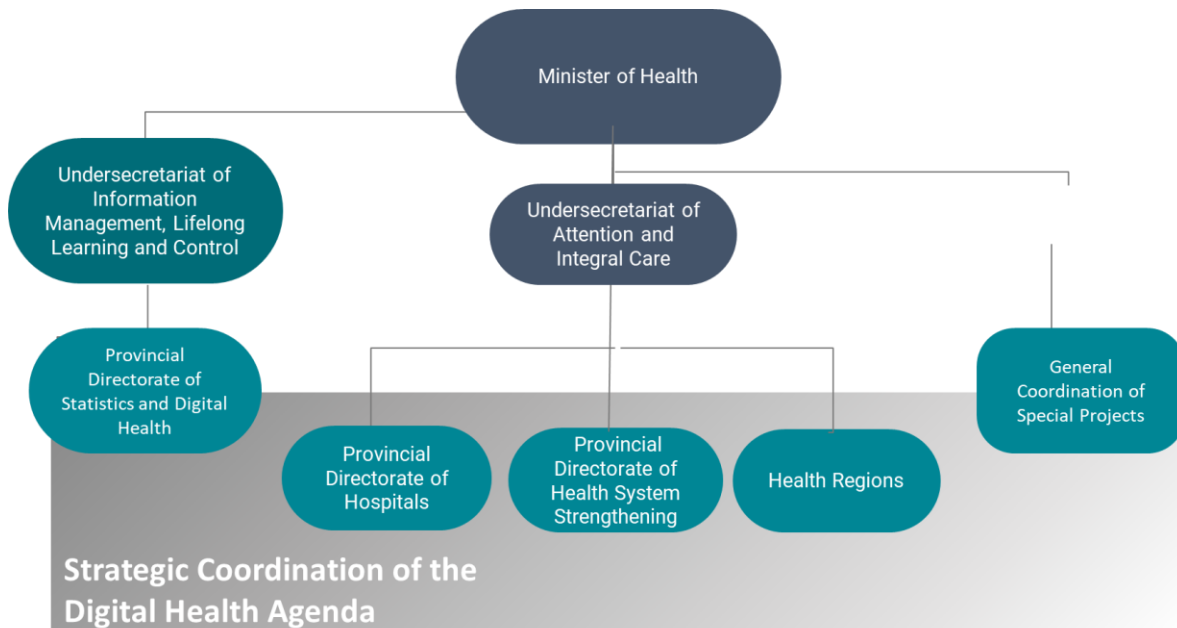 Minister of Health
Undersecretariat of
Information
Management, Lifelong
Learning and Control
Undersecretariat of
Attention and
Integral Care
Provincial
Directorate of
Statistics and Digital
Health
General
Coordination of
Special Projects
Provincial
Directorate of
Hospitals
Provincial
Directorate of
Health System
Strengthening
Health Regions
Strategic Coordination of the
Digital Health Agenda